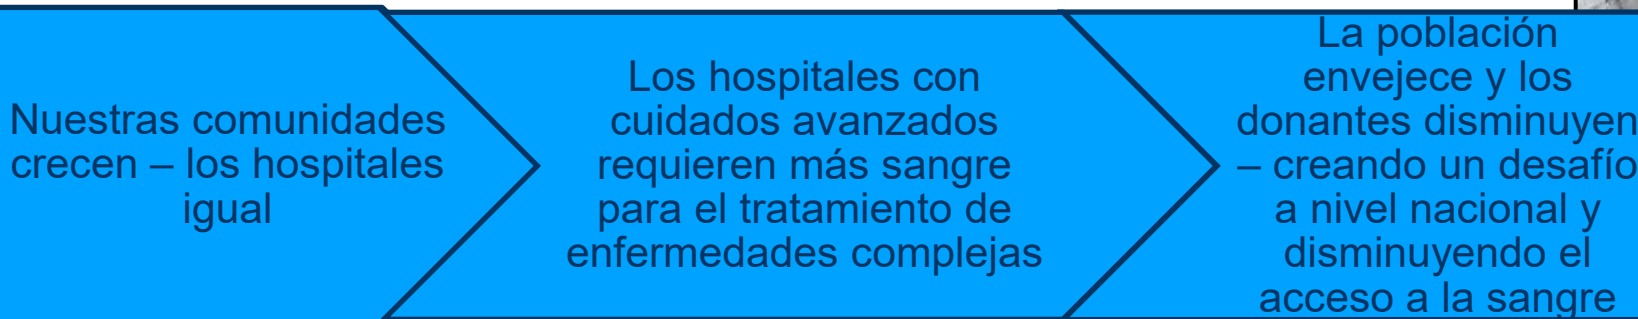 Nuestras comunidades
crecen – los hospitales
igual
Los hospitales con
cuidados avanzados
requieren más sangre
para el tratamiento de
enfermedades complejas
La población
envejece y los
donantes disminuyen
– creando un desafío
a nivel nacional y
disminuyendo el
acceso a la sangre